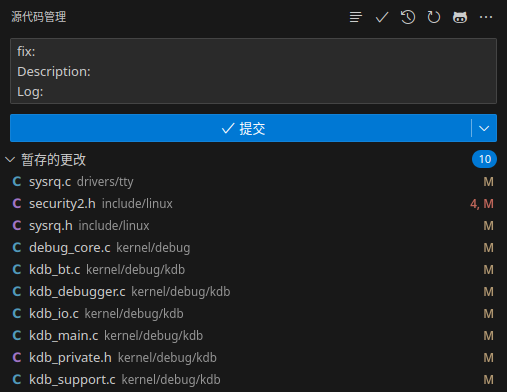 源代码管理
fix:
Description:
Log:
提交
暂存的更改 10
C sysrq.c drivers/tty M
C security2.h include/linux 4, M
C sysrq.h include/linux M
C debug_core.c kernel/debug M
C kdb_bt.c kernel/debug/kdb M
C kdb_debugger.c kernel/debug/kdb M
C kdb_io.c kernel/debug/kdb M
C kdb_main.c kernel/debug/kdb M
C kdb_private.h kernel/debug/kdb M
C kdb_support.c kernel/debug/kdb M